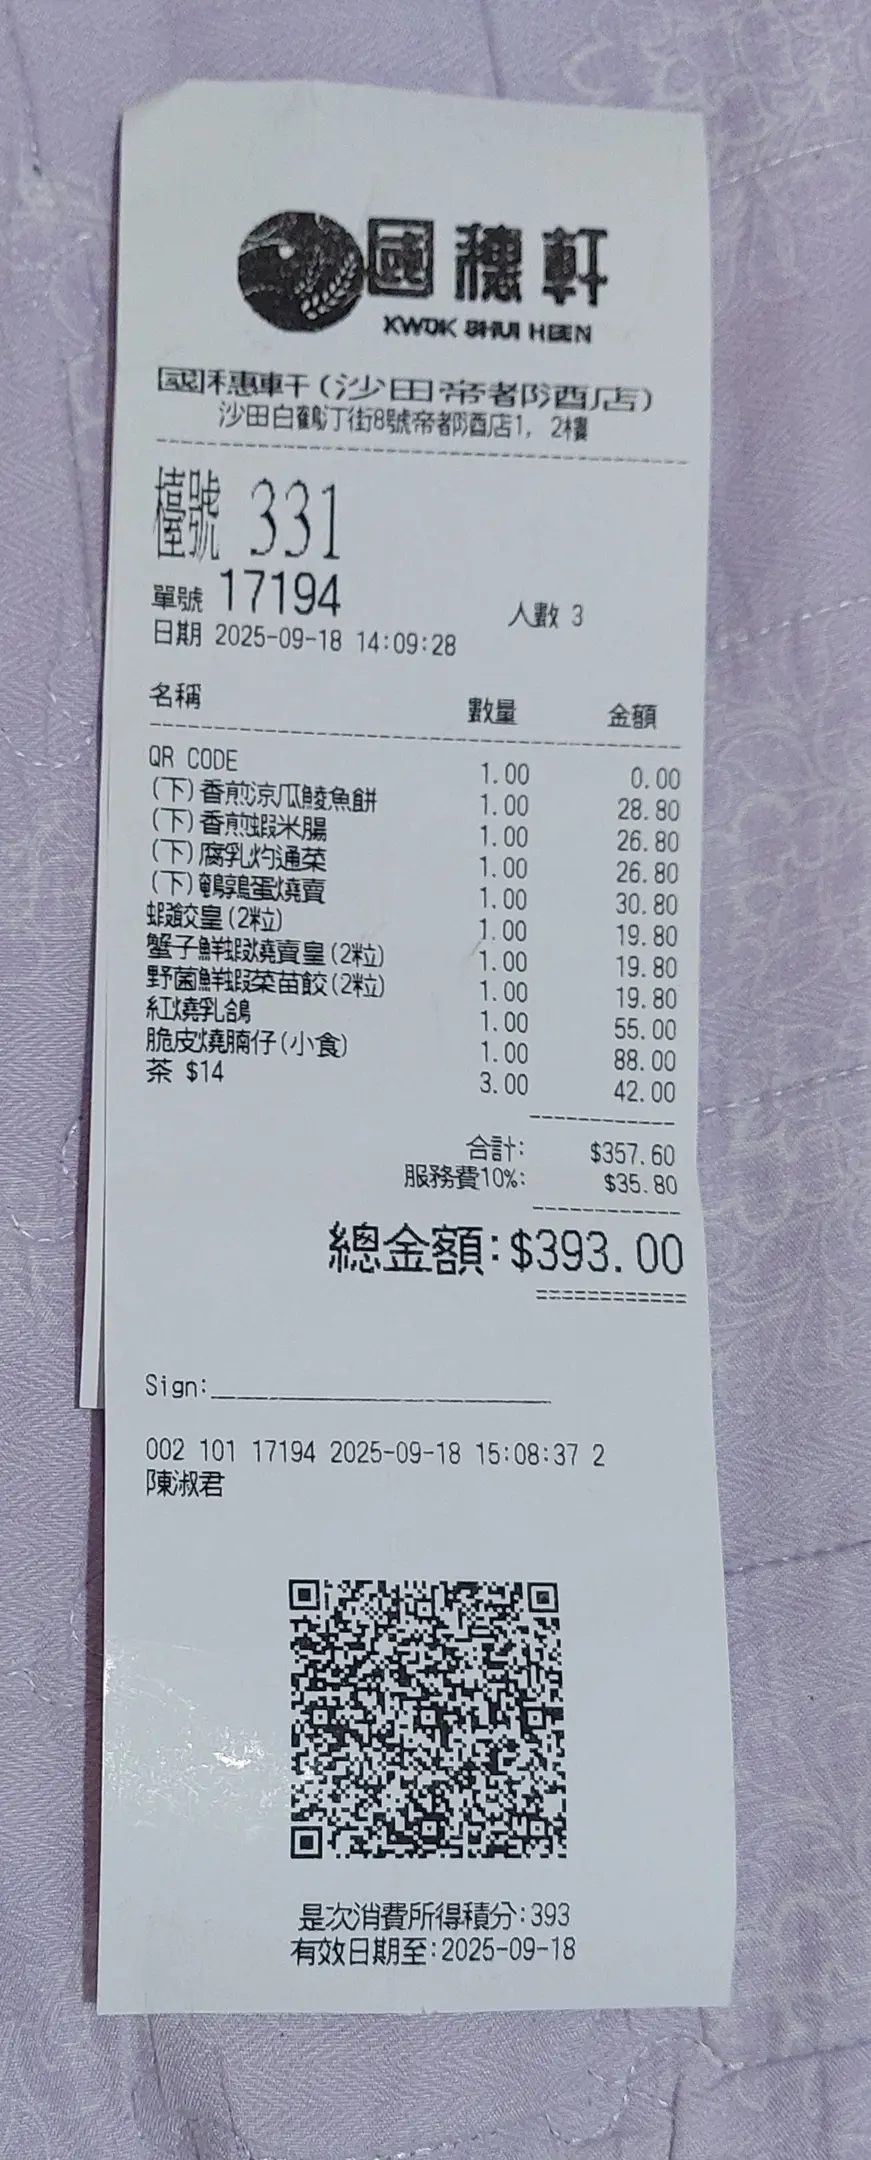 國穗軒
KWOK SHUI HEEN
國穗軒(沙田帝都酒店)
沙田白鶴汀街8號帝都酒店1, 2樓
檯號 331
單號 17194 人數 3
日期 2025-09-18 14:09:28
名稱 數量 金額
QR CODE 1.00 0.00
(下)香煎涼瓜鯪魚餅 1.00 28.80
(下)香煎蝦米腸 1.00 26.80
(下)腐乳灼通菜 1.00 26.80
(下)鵪鶉蛋燒賣 1.00 30.80
蝦餃皇(2粒) 1.00 19.80
蟹子鮮蝦燒賣皇(2粒) 1.00 19.80
野菌鮮蝦菜苗餃(2粒) 1.00 19.80
紅燒乳鴿 1.00 55.00
脆皮燒腩仔(小食) 1.00 88.00
茶 $14 3.00 42.00
合計: $357.60
服務費10%: $35.80
總金額:$393.00
Sign:
002 101 17194 2025-09-18 15:08:37 2
陳淑君
是次消費所得積分:393
有效日期至:2025-09-18